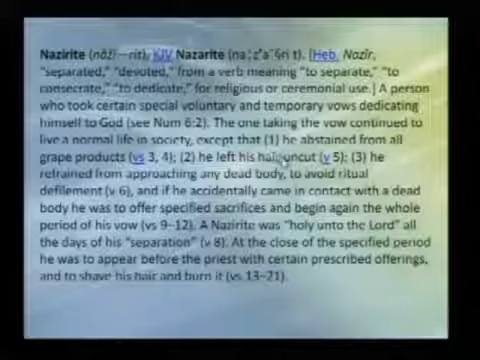 Nazirite (nāzi—rit), KJV Nazarite (na¦zʹa¨§ri t). [Heb. Nazîr,
“separated,” “devoted,” from a verb meaning “to separate,” “to
consecrate,” “to dedicate,” for religious or ceremonial use.] A person
who took certain special voluntary and temporary vows dedicating
himself to God (see Num 6:2). The one taking the vow continued to
live a normal life in society, except that (1) he abstained from all
grape products (vs 3, 4); (2) he left his hair uncut (v 5); (3) he
refrained from approaching any dead body, to avoid ritual
defilement (v 6), and if he accidentally came in contact with a dead
body he was to offer specified sacrifices and begin again the whole
period of his vow (vs 9–12). A Nazirite was “holy unto the Lord” all
the days of his “separation” (v 8). At the close of the specified period
he was to appear before the priest with certain prescribed offerings,
and to shave his hair and burn it (vs 13–21).